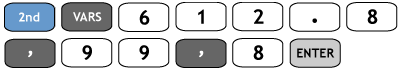 2nd VARS 6 1 2 . 8
, 9 9 , 8 ENTER